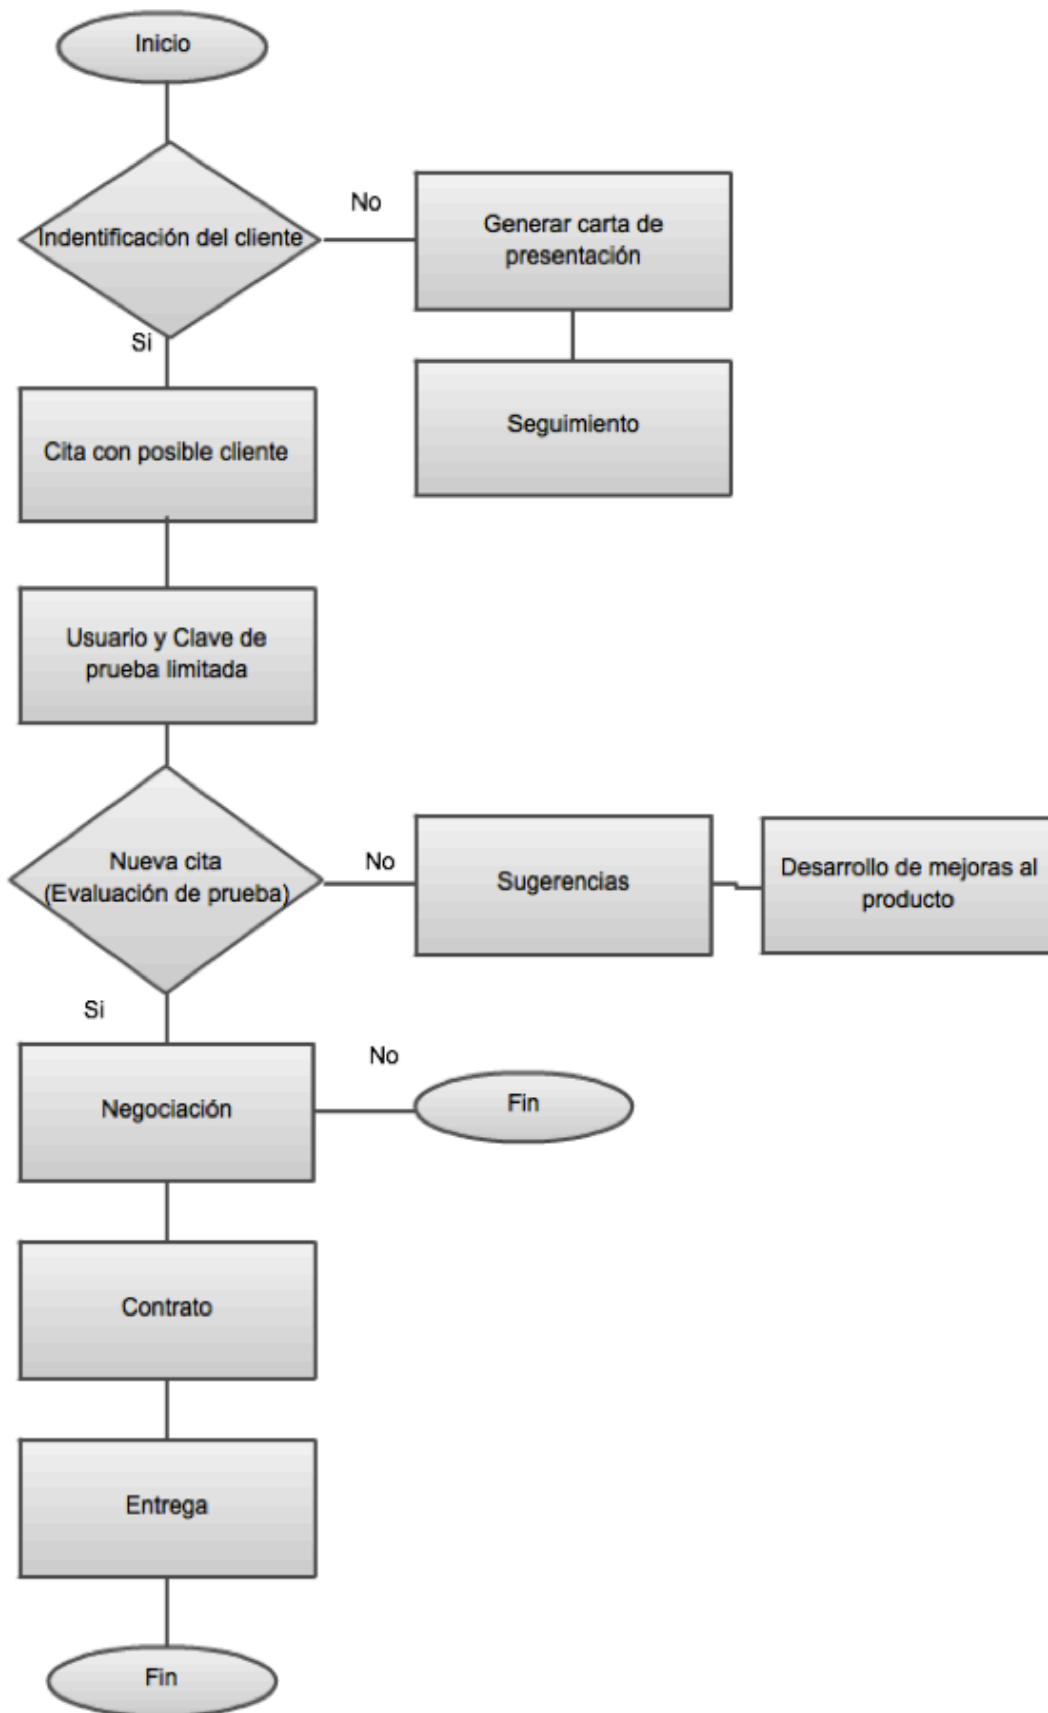 Inicio
No
Indentificación del cliente
Generar carta de
presentación
Si
Seguimiento
Cita con posible cliente
Usuario y Clave de
prueba limitada
Nueva cita
(Evaluación de prueba)
No
Sugerencias
Desarrollo de mejoras al
producto
Si
No
Negociación
Fin
Contrato
Entrega
Fin